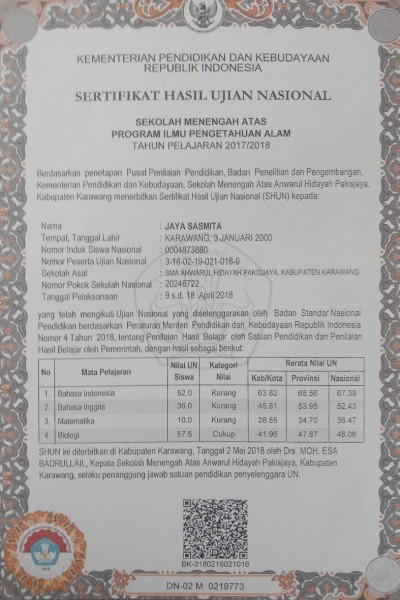 KEMENTERIAN PENDIDIKAN DAN KEBUDAYAAN
REPUBLIK INDONESIA
SERTIFIKAT HASIL UJIAN NASIONAL
SEKOLAH MENENGAH ATAS
PROGRAM ILMU PENGETAHUAN ALAM
TAHUN PELAJARAN 2017/2018
Berdasarkan penetapan Pusat Penilaian Pendidikan, Badan Penelitian dan Pengembangan,
Kementerian Pendidikan dan Kebudayaan, Sekolah Menengah Atas Anwarul Hidayah Pakisjaya,
Kabupaten Karawang menerbitkan Sertifikat Hasil Ujian Nasional (SHUN) kepada:
Nama : JAYA SASMITA
Tempat, Tanggal Lahir : KARAWANG, 3 JANUARI 2000
Nomor Induk Siswa Nasional : 0004873880
Nomor Peserta Ujian Nasional : 3-18-02-19-021-016-9
Sekolah Asal : SMA ANWARUL HIDAYAH PAKISJAYA, KABUPATEN KARAWANG
Nomor Pokok Sekolah Nasional : 20246722
Tanggal Pelaksanaan : 9 s.d. 18 April 2018
yang telah mengikuti Ujian Nasional yang diselenggarakan oleh Badan Standar Nasional
Pendidikan berdasarkan Peraturan Menteri Pendidikan dan Kebudayaan Republik Indonesia
Nomor 4 Tahun 2018, tentang Penilaian Hasil Belajar oleh Satuan Pendidikan dan Penilaian
Hasil Belajar oleh Pemerintah, dengan hasil sebagai berikut:
No Mata Pelajaran Nilai UN Siswa Kategori Nilai Rerata Nilai UN
Kab/Kota Provinsi Nasional
1. Bahasa Indonesia 52.0 Kurang 63.82 68.56 67.39
2. Bahasa Inggris 36.0 Kurang 45.81 53.95 52.43
3. Matematika 10.0 Kurang 28.55 34.70 36.47
4. Biologi 57.5 Cukup 41.96 47.87 48.06
SHUN ini diterbitkan di Kabupaten Karawang, Tanggal 2 Mei 2018 oleh Drs. MOH. ESA
BADRULLAIL, Kepala Sekolah Menengah Atas Anwarul Hidayah Pakisjaya, Kabupaten
Karawang, selaku penanggung jawab satuan pendidikan penyelenggara UN.
BK-3180219021016
DN-02 M 0219773